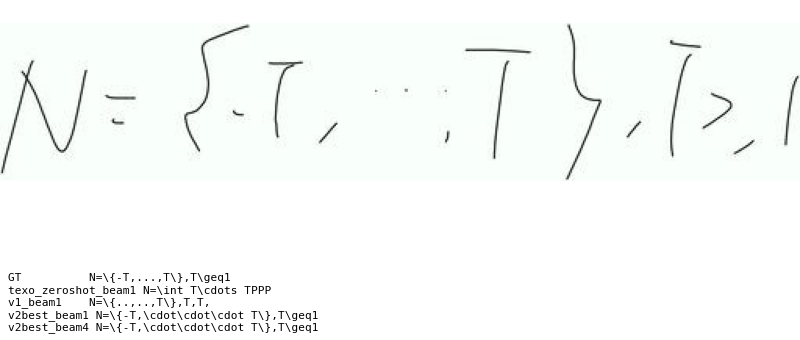 N = {-T, ..., T}, T ≥ 1
GT N=\{-T,...,T\},T\geq1
texo_zeroshot_beam1 N=\int T\cdots TPPP
v1_beam1 N=\{..,..,T\},T,T,
v2best_beam1 N=\{-T,\cdot\cdot\cdot T\},T\geq1
v2best_beam4 N=\{-T,\cdot\cdot\cdot T\},T\geq1